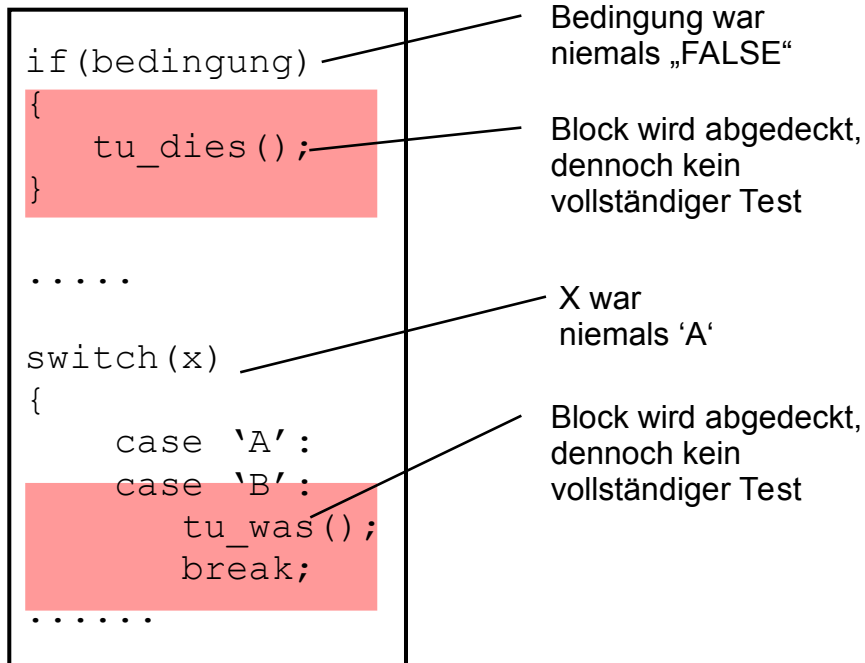 if(bedingung)
{
tu_dies();
}
.....
switch(x)
{
case ‘A’:
case ‘B’:
tu_was();
break;
......
Bedingung war
niemals „FALSE“
Block wird abgedeckt,
dennoch kein
vollständiger Test
X war
niemals ‘A‘
Block wird abgedeckt,
dennoch kein
vollständiger Test